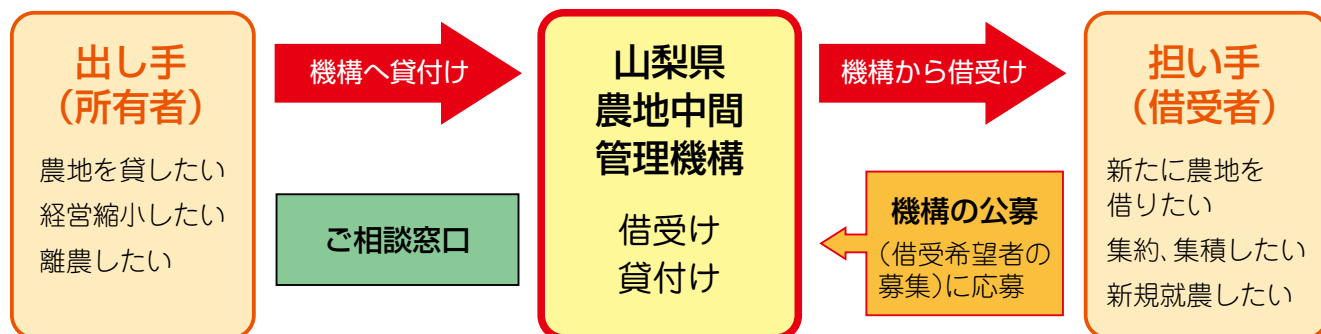 出し手
（所有者）
農地を貸したい
経営縮小したい
離農したい
機構へ貸付け
ご相談窓口
山梨県
農地中間
管理機構
借受け
貸付け
機構から借受け
機構の公募
（借受希望者の
募集）に応募
担い手
（借受者）
新たに農地を
借りたい
集約、集積したい
新規就農したい